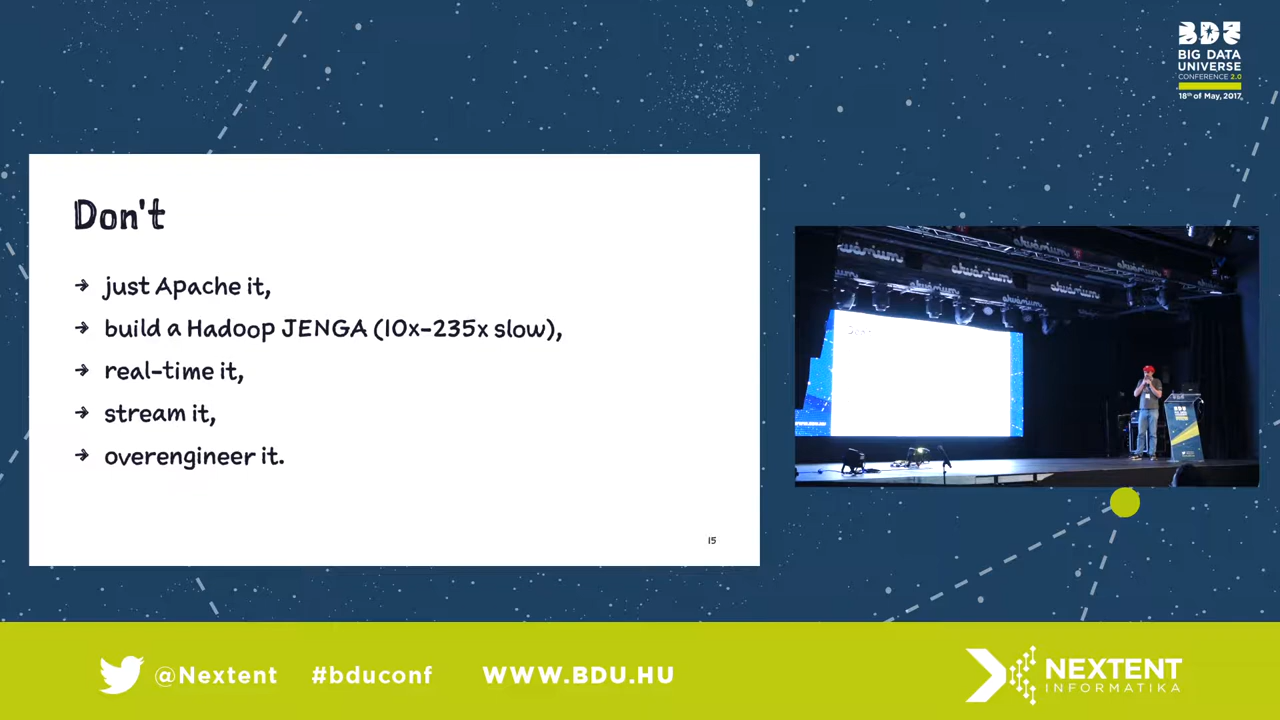 BDU
BIG DATA
UNIVERSE
CONFERENCE 2.0
18th of May, 2017
Don't
→ just Apache it,
→ build a Hadoop JENGA (10x-235x slow),
→ real-time it,
→ stream it,
→ overengineer it.
15
@Nextent #bduconf WWW.BDU.HU
NEXTENT
INFORMATIKA